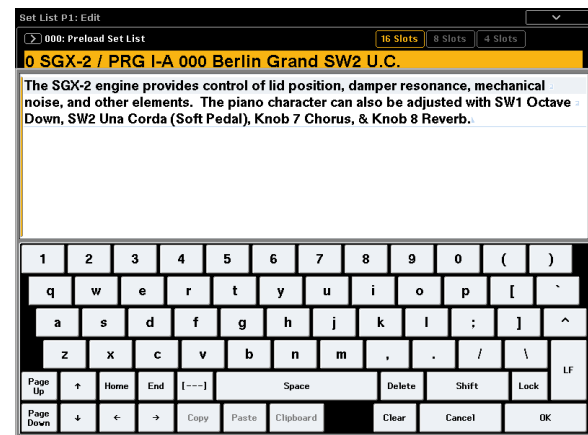 Set List P1: Edit
000: Preload Set List
16 Slots 8 Slots 4 Slots
0 SGX-2 / PRG I-A 000 Berlin Grand SW2 U.C.
The SGX-2 engine provides control of lid position, damper resonance, mechanical
noise, and other elements.  The piano character can also be adjusted with SW1 Octave
Down, SW2 Una Corda (Soft Pedal), Knob 7 Chorus, & Knob 8 Reverb.
1 2 3 4 5 6 7 8 9 0 ( )
q w e r t y u i o p [ `
a s d f g h j k l ; ] ^
z x c v b n m , . / \ LF
Page Up ↑ Home End [---] Space Delete Shift Lock
Page Down ↓ ← → Copy Paste Clipboard Clear Cancel OK